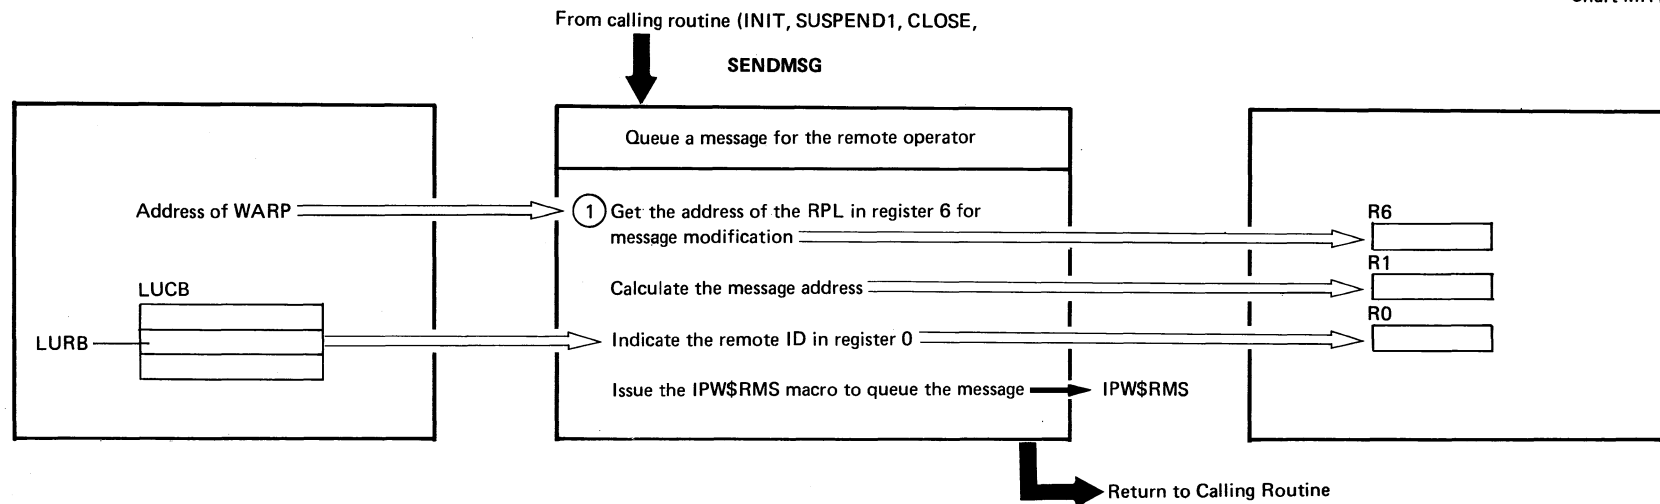 From calling routine (INIT, SUSPEND1, CLOSE,
SENDMSG
Queue a message for the remote operator
Address of WARP
1 Get the address of the RPL in register 6 for
message modification
R6
Calculate the message address
R1
LUCB
LURB
Indicate the remote ID in register 0
R0
Issue the IPW$RMS macro to queue the message
IPW$RMS
Return to Calling Routine